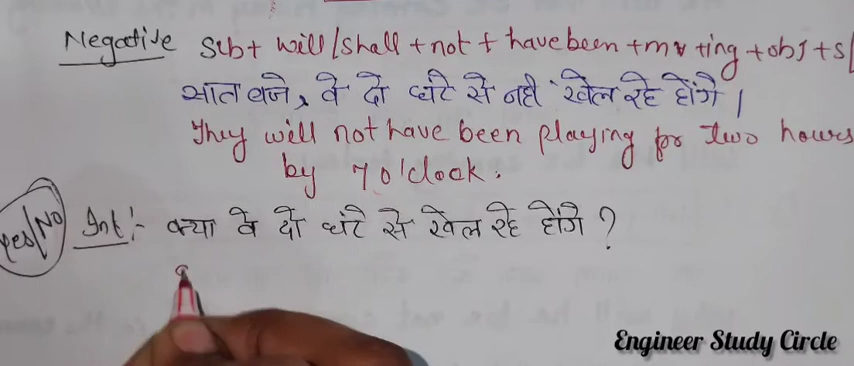 Negative Sub + will/shall + not + have been + mv + ing + obj + s
सात बजे, वे दो घंटे से नही खेल रहे होंगे।
They will not have been playing for two hours
by 7 o'clock.
Yes/No Int :- क्या वे दो घंटे से खेल रहे होंगे ?
Engineer Study Circle